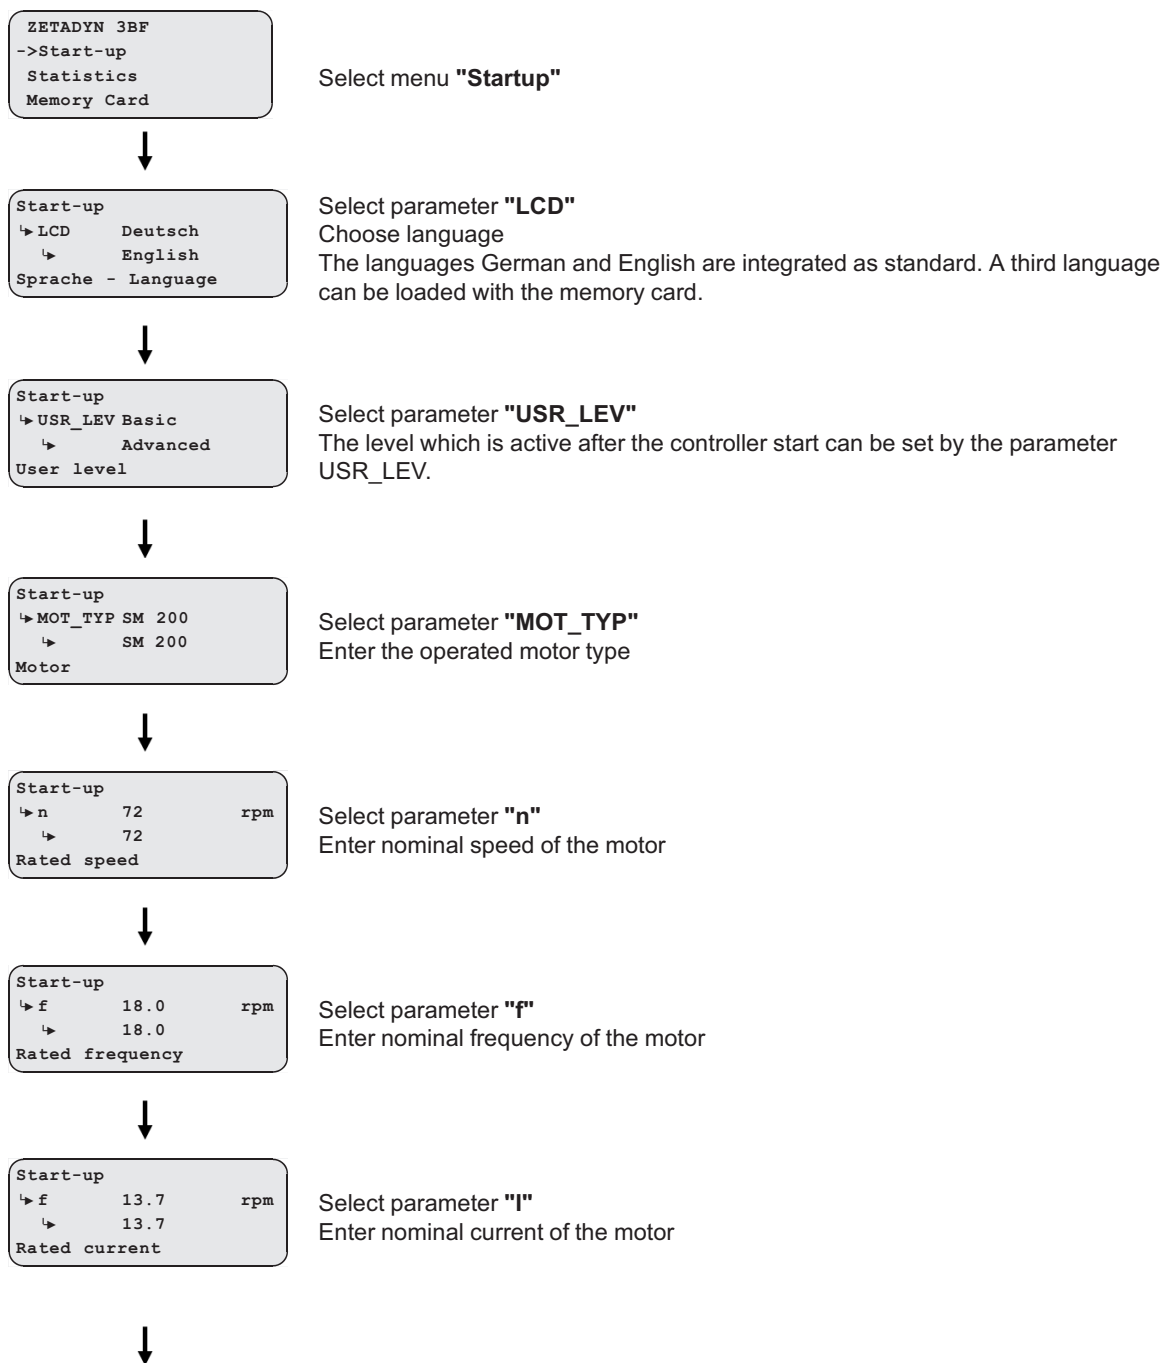 ZETADYN 3BF
->Start-up
Statistics
Memory Card
Select menu "Startup"
Start-up
↳LCD Deutsch
↳ English
Sprache - Language
Select parameter "LCD"
Choose language
The languages German and English are integrated as standard. A third language
can be loaded with the memory card.
Start-up
↳USR_LEV Basic
↳ Advanced
User level
Select parameter "USR_LEV"
The level which is active after the controller start can be set by the parameter
USR_LEV.
Start-up
↳MOT_TYP SM 200
↳ SM 200
Motor
Select parameter "MOT_TYP"
Enter the operated motor type
Start-up
↳n 72 rpm
↳ 72
Rated speed
Select parameter "n"
Enter nominal speed of the motor
Start-up
↳f 18.0 rpm
↳ 18.0
Rated frequency
Select parameter "f"
Enter nominal frequency of the motor
Start-up
↳f 13.7 rpm
↳ 13.7
Rated current
Select parameter "I"
Enter nominal current of the motor